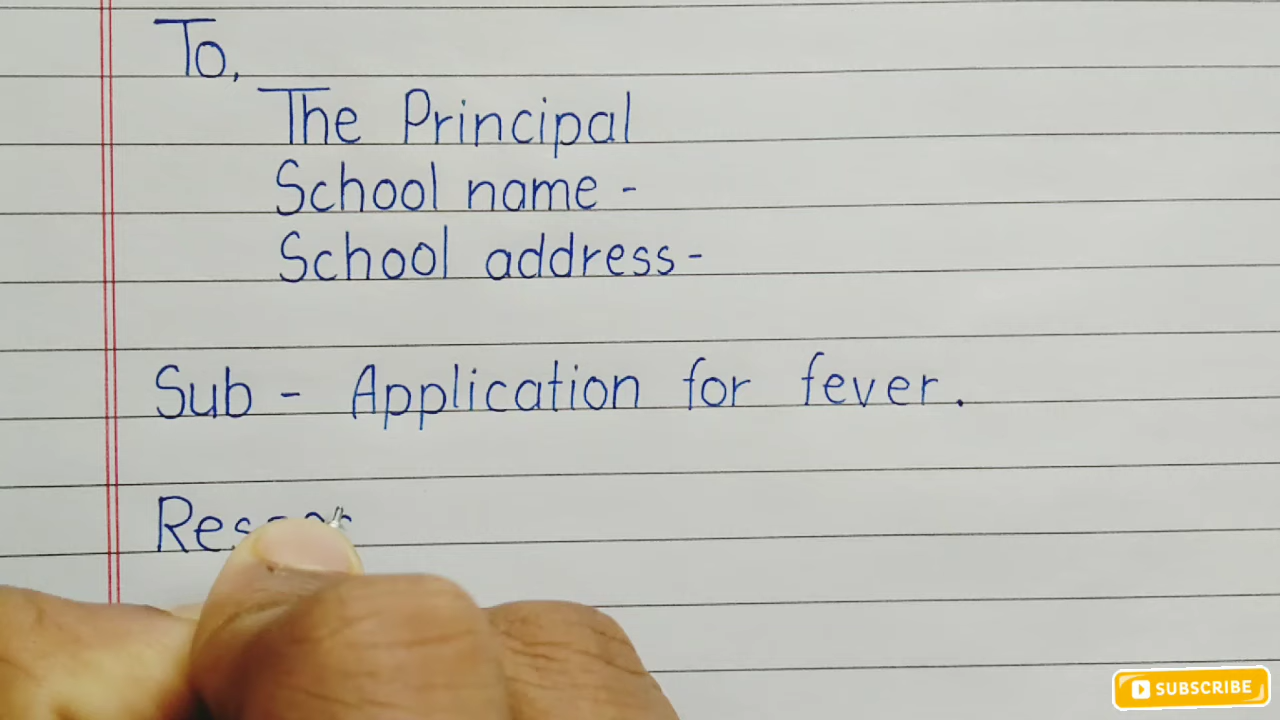 To,
The Principal
School name -
School address -
Sub - Application for fever.
SUBSCRIBE